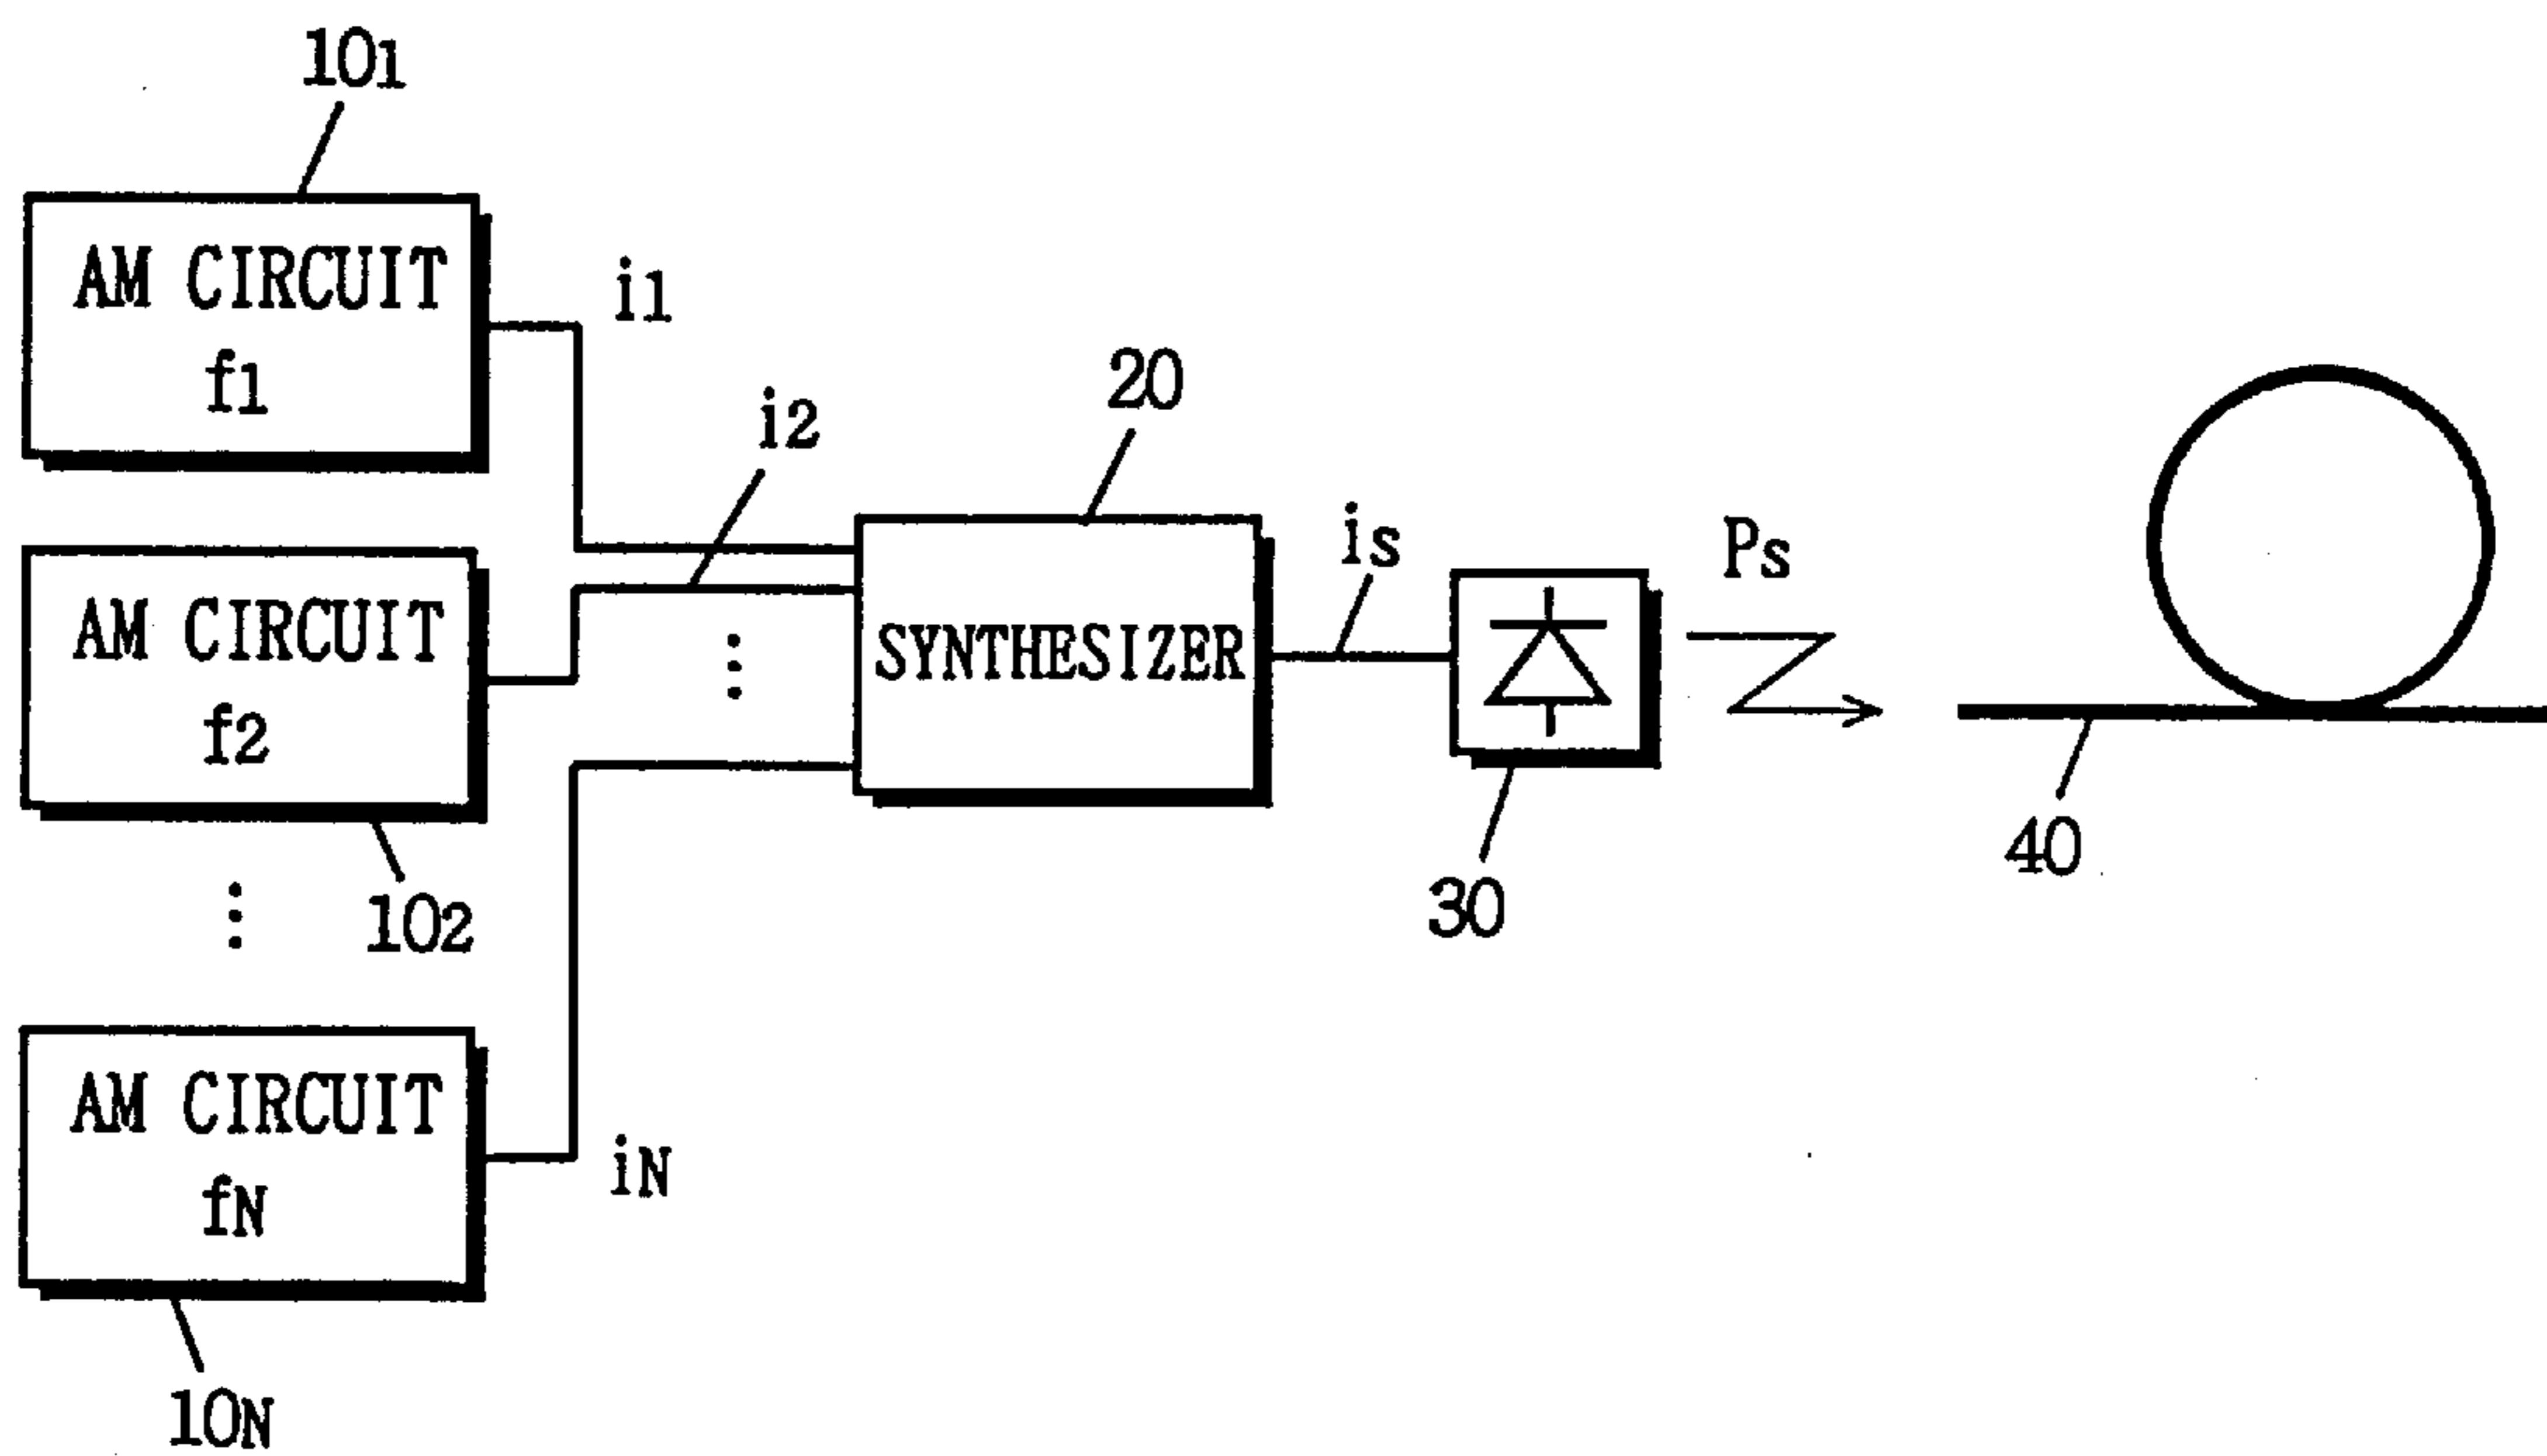 101
AM CIRCUIT
f1
i1
i2
20
AM CIRCUIT
f2
102
SYNTHESIZER
is
Ps
30
40
AM CIRCUIT
fN
iN
10N